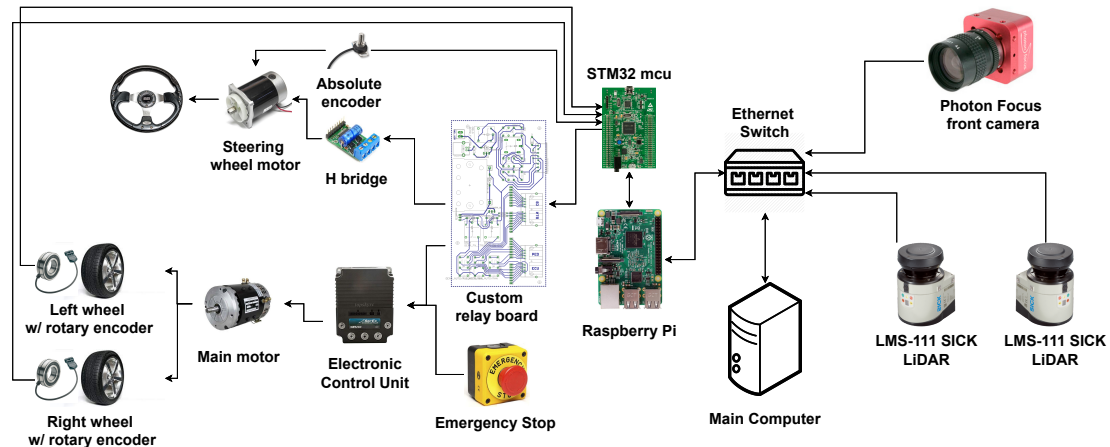 STM32 mcu
Absolute
encoder
Ethernet
Switch
Photon Focus
front camera
Steering
wheel motor
H bridge
Custom
relay board
Raspberry Pi
Left wheel
w/ rotary encoder
Main motor
Electronic
Control Unit
EMERGENCY
Emergency Stop
Main Computer
LMS-111 SICK
LiDAR
LMS-111 SICK
LiDAR
Right wheel
w/ rotary encoder